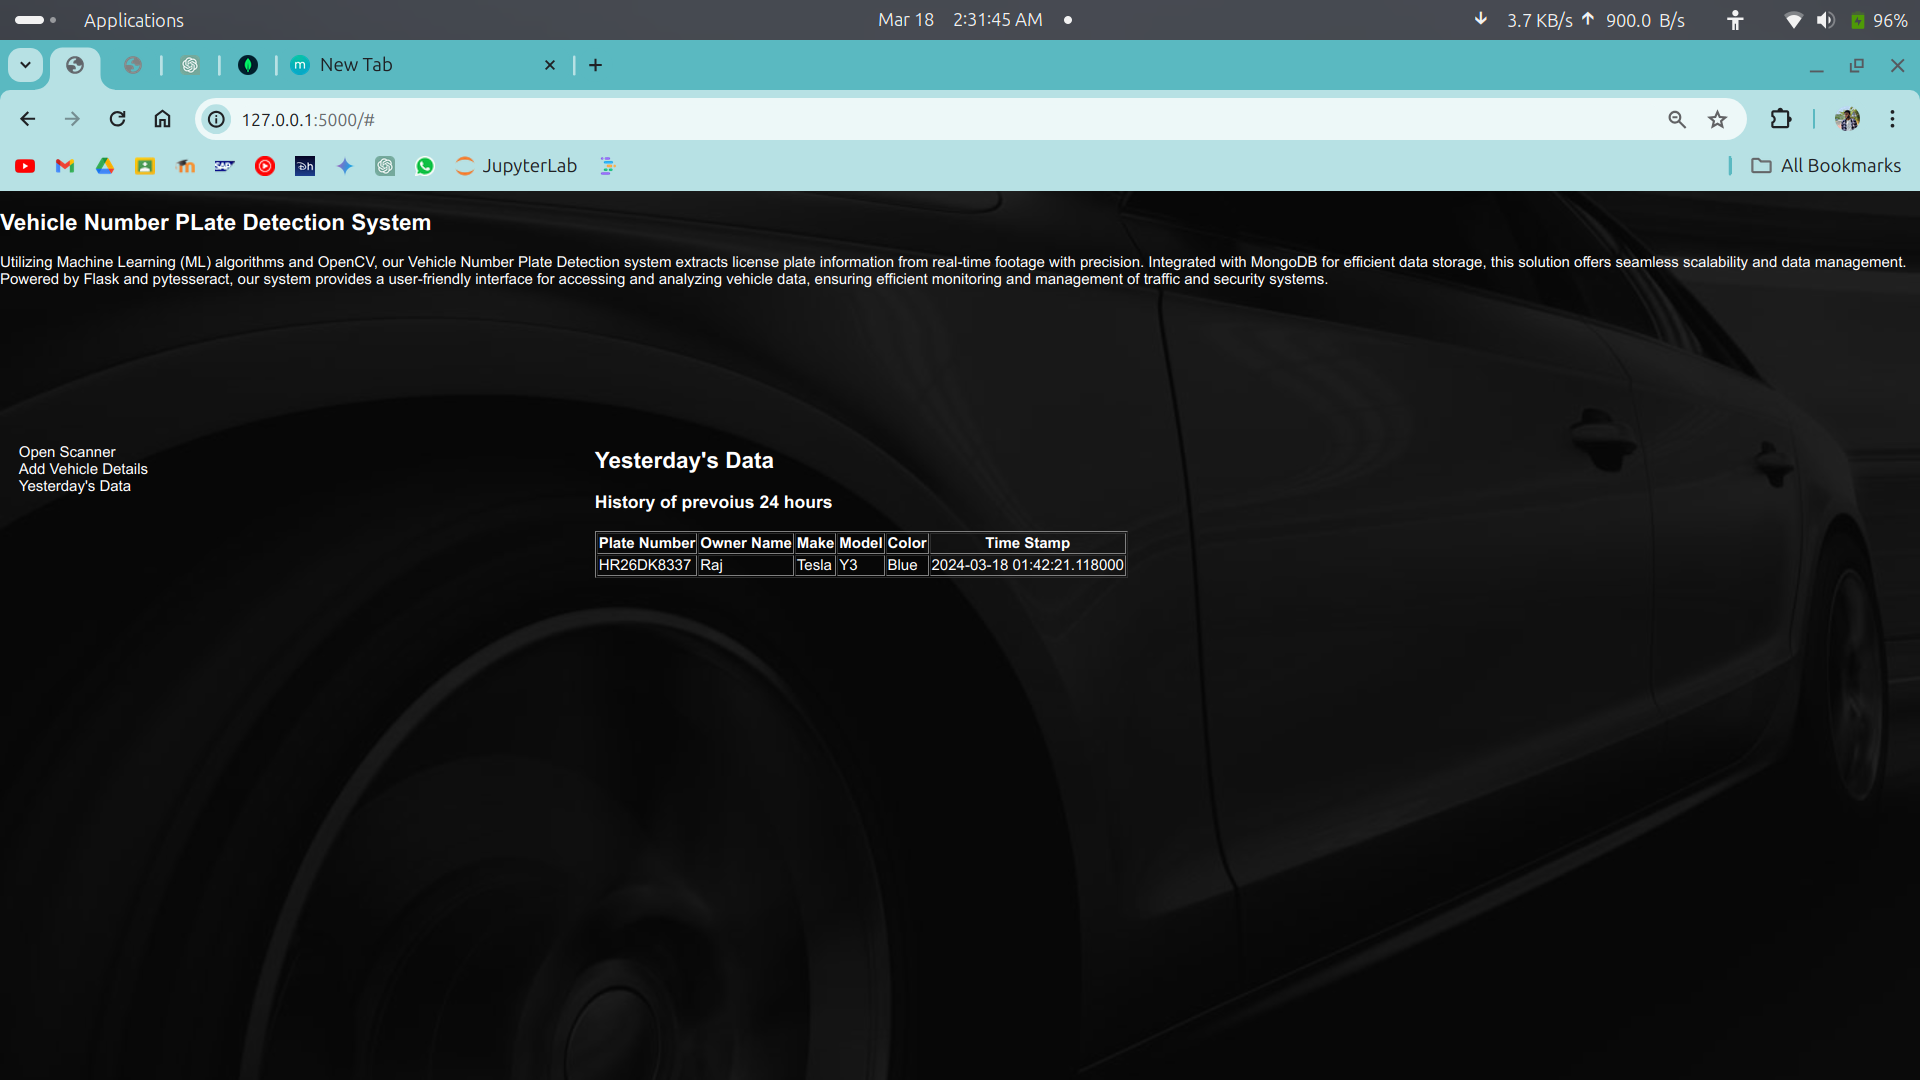 Applications
Mar 18 2:31:45 AM
3.7 KB/s 900.0 B/s
96%
New Tab
127.0.0.1:5000/#
JupyterLab
All Bookmarks
Vehicle Number PLate Detection System
Utilizing Machine Learning (ML) algorithms and OpenCV, our Vehicle Number Plate Detection system extracts license plate information from real-time footage with precision. Integrated with MongoDB for efficient data storage, this solution offers seamless scalability and data management.
Powered by Flask and pytesseract, our system provides a user-friendly interface for accessing and analyzing vehicle data, ensuring efficient monitoring and management of traffic and security systems.
Open Scanner
Add Vehicle Details
Yesterday's Data
Yesterday's Data
History of prevoius 24 hours
Plate Number Owner Name Make Model Color Time Stamp
HR26DK8337 Raj Tesla Y3 Blue 2024-03-18 01:42:21.118000